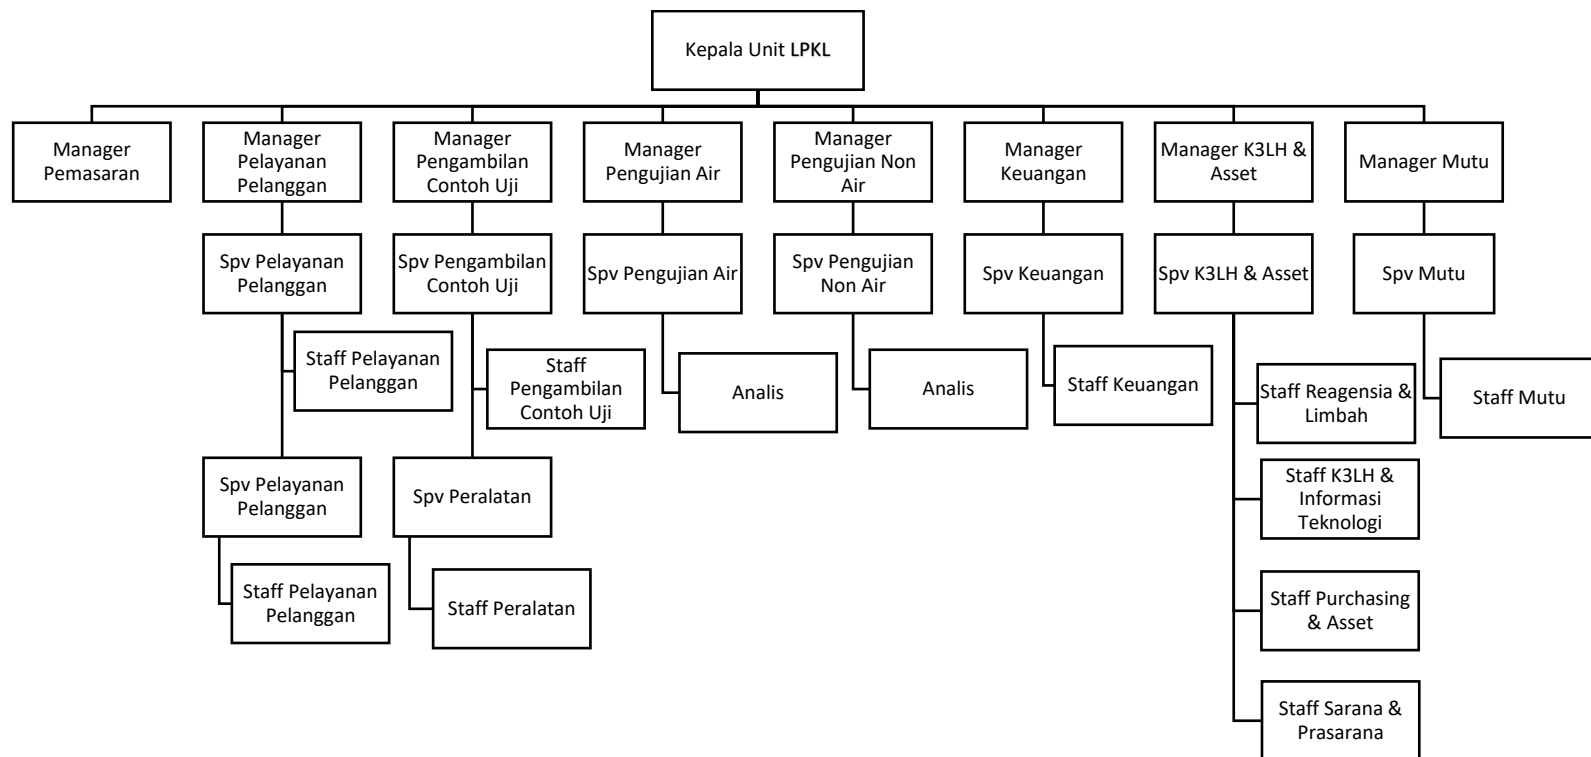 Kepala Unit LPKL
Manager
Pemasaran
Manager
Pelayanan
Pelanggan
Manager
Pengambilan
Contoh Uji
Manager
Pengujian Air
Manager
Pengujian Non
Air
Manager
Keuangan
Manager K3LH &
Asset
Manager Mutu
Spv Pelayanan
Pelanggan
Spv Pengambilan
Contoh Uji
Spv Pengujian Air
Spv Pengujian
Non Air
Spv Keuangan
Spv K3LH & Asset
Spv Mutu
Staff Pelayanan
Pelanggan
Staff
Pengambilan
Contoh Uji
Analis
Analis
Staff Keuangan
Staff Reagensia &
Limbah
Staff Mutu
Spv Pelayanan
Pelanggan
Spv Peralatan
Staff K3LH &
Informasi
Teknologi
Staff Pelayanan
Pelanggan
Staff Peralatan
Staff Purchasing
& Asset
Staff Sarana &
Prasarana